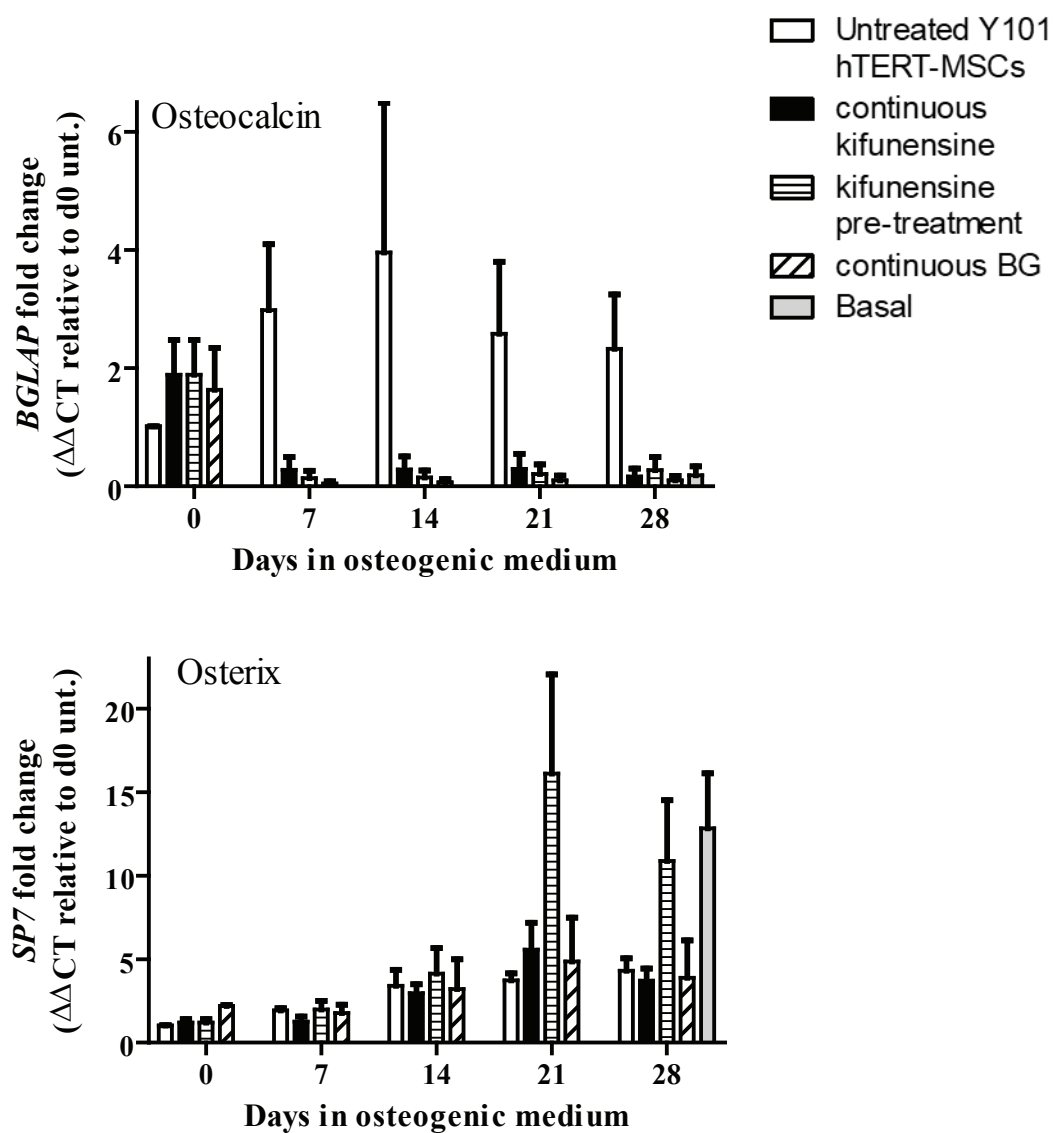 Untreated Y101
hTERT-MSCs
continuous
kifunensine
kifunensine
pre-treatment
continuous BG
Basal
Osteocalcin
BGLAP fold change
(ΔΔCT relative to d0 unt.)
6
4
2
0
0 7 14 21 28
Days in osteogenic medium
Osterix
SP7 fold change
(ΔΔCT relative to d0 unt.)
20
15
10
5
0
0 7 14 21 28
Days in osteogenic medium